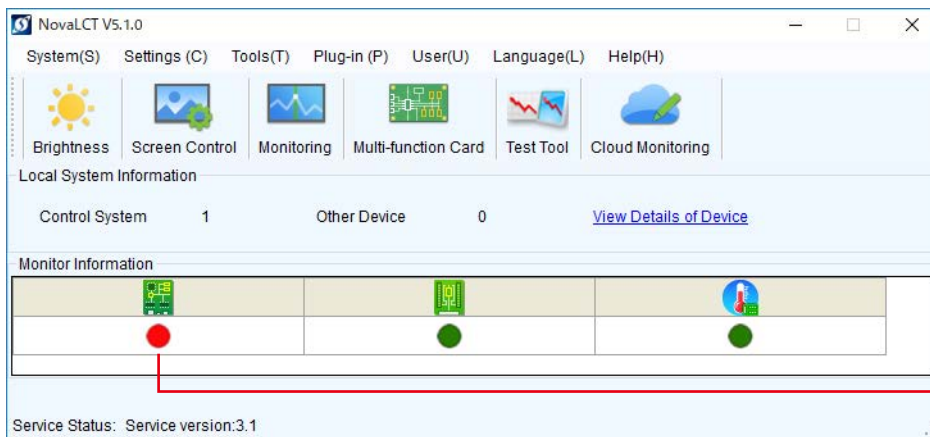 NovaLCT V5.1.0
System(S) Settings (C) Tools(T) Plug-in (P) User(U) Language(L) Help(H)
Brightness Screen Control Monitoring Multi-function Card Test Tool Cloud Monitoring
Local System Information
Control System 1 Other Device 0 View Details of Device
Monitor Information
Service Status: Service version:3.1